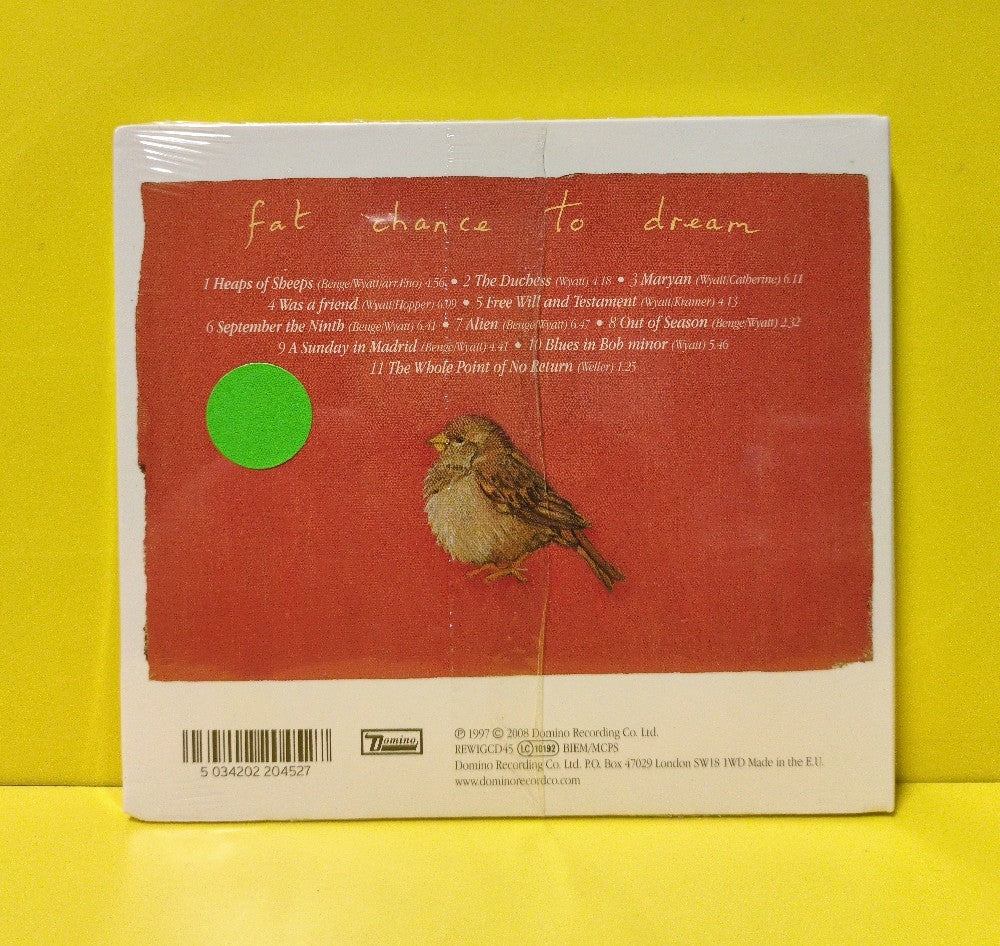 fat chance to dream
1 Heaps of Sheeps (Benge/Wyatt/arr.Eno) 4.56 • 2 The Duchess (Wyatt) 4.18 • 3 Maryan (Wyatt/Catherine) 6.11
4 Was a friend (Wyatt/Hopper) 6.09 • 5 Free Will and Testament (Wyatt/Kramer) 4.13
6 September the Ninth (Benge/Wyatt) 6.41 • 7 Alien (Benge/Wyatt) 6.47 • 8 Out of Season (Benge/Wyatt) 2.32
9 A Sunday in Madrid (Benge/Wyatt) 4.41 • 10 Blues in Bob minor (Wyatt) 5.46
11 The Whole Point of No Return (Weller) 1.25
5 034202 204527
Domino
℗ 1997 © 2008 Domino Recording Co. Ltd.
REWIGCD45 LC 10192 BIEM/MCPS
Domino Recording Co. Ltd. P.O. Box 47029 London SW18 1WD Made in the E.U.
www.dominorecordco.com